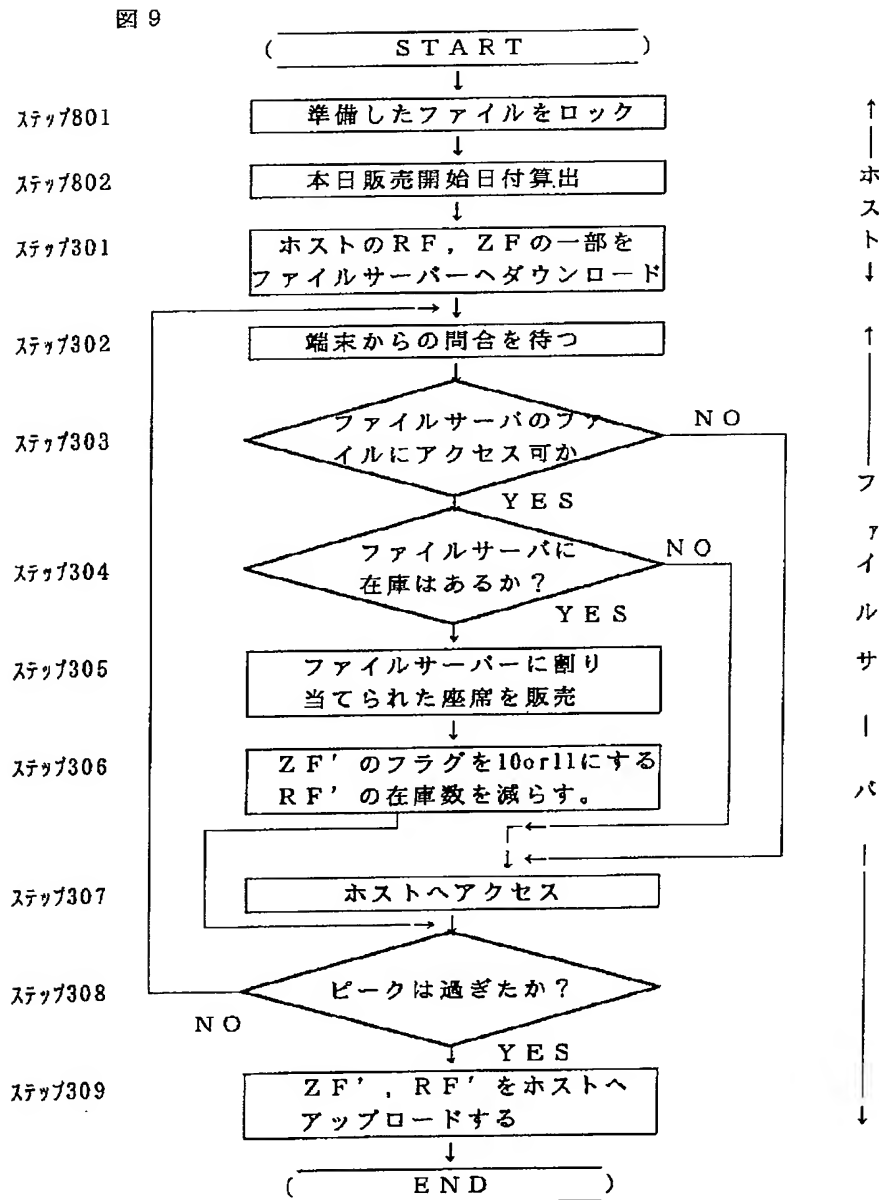 図9
START
ステップ801
準備したファイルをロック
ステップ802
本日販売開始日付算出
ステップ301
ホストのRF，ZFの一部を
ファイルサーバーへダウンロード
ステップ302
端末からの問合を待つ
ステップ303
ファイルサーバのファ
イルにアクセス可か
NO
YES
ステップ304
ファイルサーバに
在庫はあるか？
NO
YES
ステップ305
ファイルサーバーに割り
当てられた座席を販売
ステップ306
ZF'のフラグを10or11にする
RF'の在庫数を減らす。
ステップ307
ホストへアクセス
ステップ308
ピークは過ぎたか？
NO
YES
ステップ309
ZF'，RF'をホストへ
アップロードする
END
ホスト
ファイルサーバ